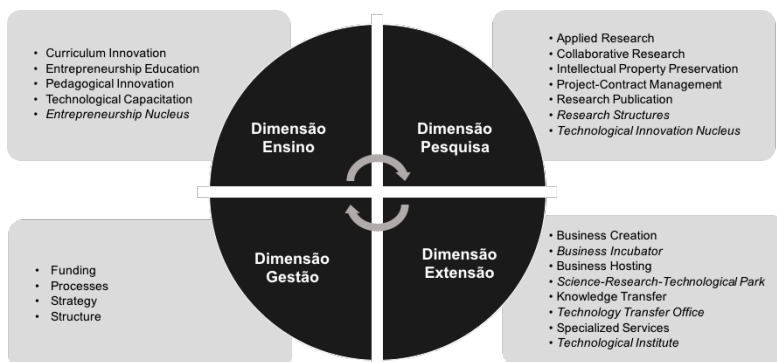 • Curriculum Innovation
• Entrepreneurship Education
• Pedagogical Innovation
• Technological Capacitation
• Entrepreneurship Nucleus
Dimensão
Ensino
Dimensão
Pesquisa
• Applied Research
• Collaborative Research
• Intellectual Property Preservation
• Project-Contract Management
• Research Publication
• Research Structures
• Technological Innovation Nucleus
• Funding
• Processes
• Strategy
• Structure
Dimensão
Gestão
Dimensão
Extensão
• Business Creation
• Business Incubator
• Business Hosting
• Science-Research-Technological Park
• Knowledge Transfer
• Technology Transfer Office
• Specialized Services
• Technological Institute